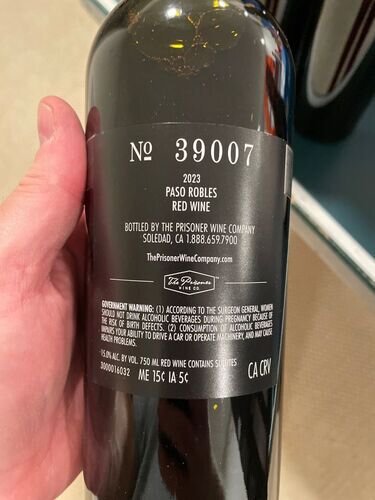 Nº 39007
2023
PASO ROBLES
RED WINE
BOTTLED BY THE PRISONER WINE COMPANY
SOLEDAD, CA 1.888.659.7900
ThePrisonerWineCompany.com
The Prisoner
WINE CO.
GOVERNMENT WARNING: (1) ACCORDING TO THE SURGEON GENERAL, WOMEN
SHOULD NOT DRINK ALCOHOLIC BEVERAGES DURING PREGNANCY BECAUSE OF
THE RISK OF BIRTH DEFECTS. (2) CONSUMPTION OF ALCOHOLIC BEVERAGES
IMPAIRS YOUR ABILITY TO DRIVE A CAR OR OPERATE MACHINERY, AND MAY CAUSE
HEALTH PROBLEMS.
15.0% ALC. BY VOL. 750 ML RED WINE CONTAINS SULFITES
3000016032 ME 15¢ IA 5¢ CA CRV